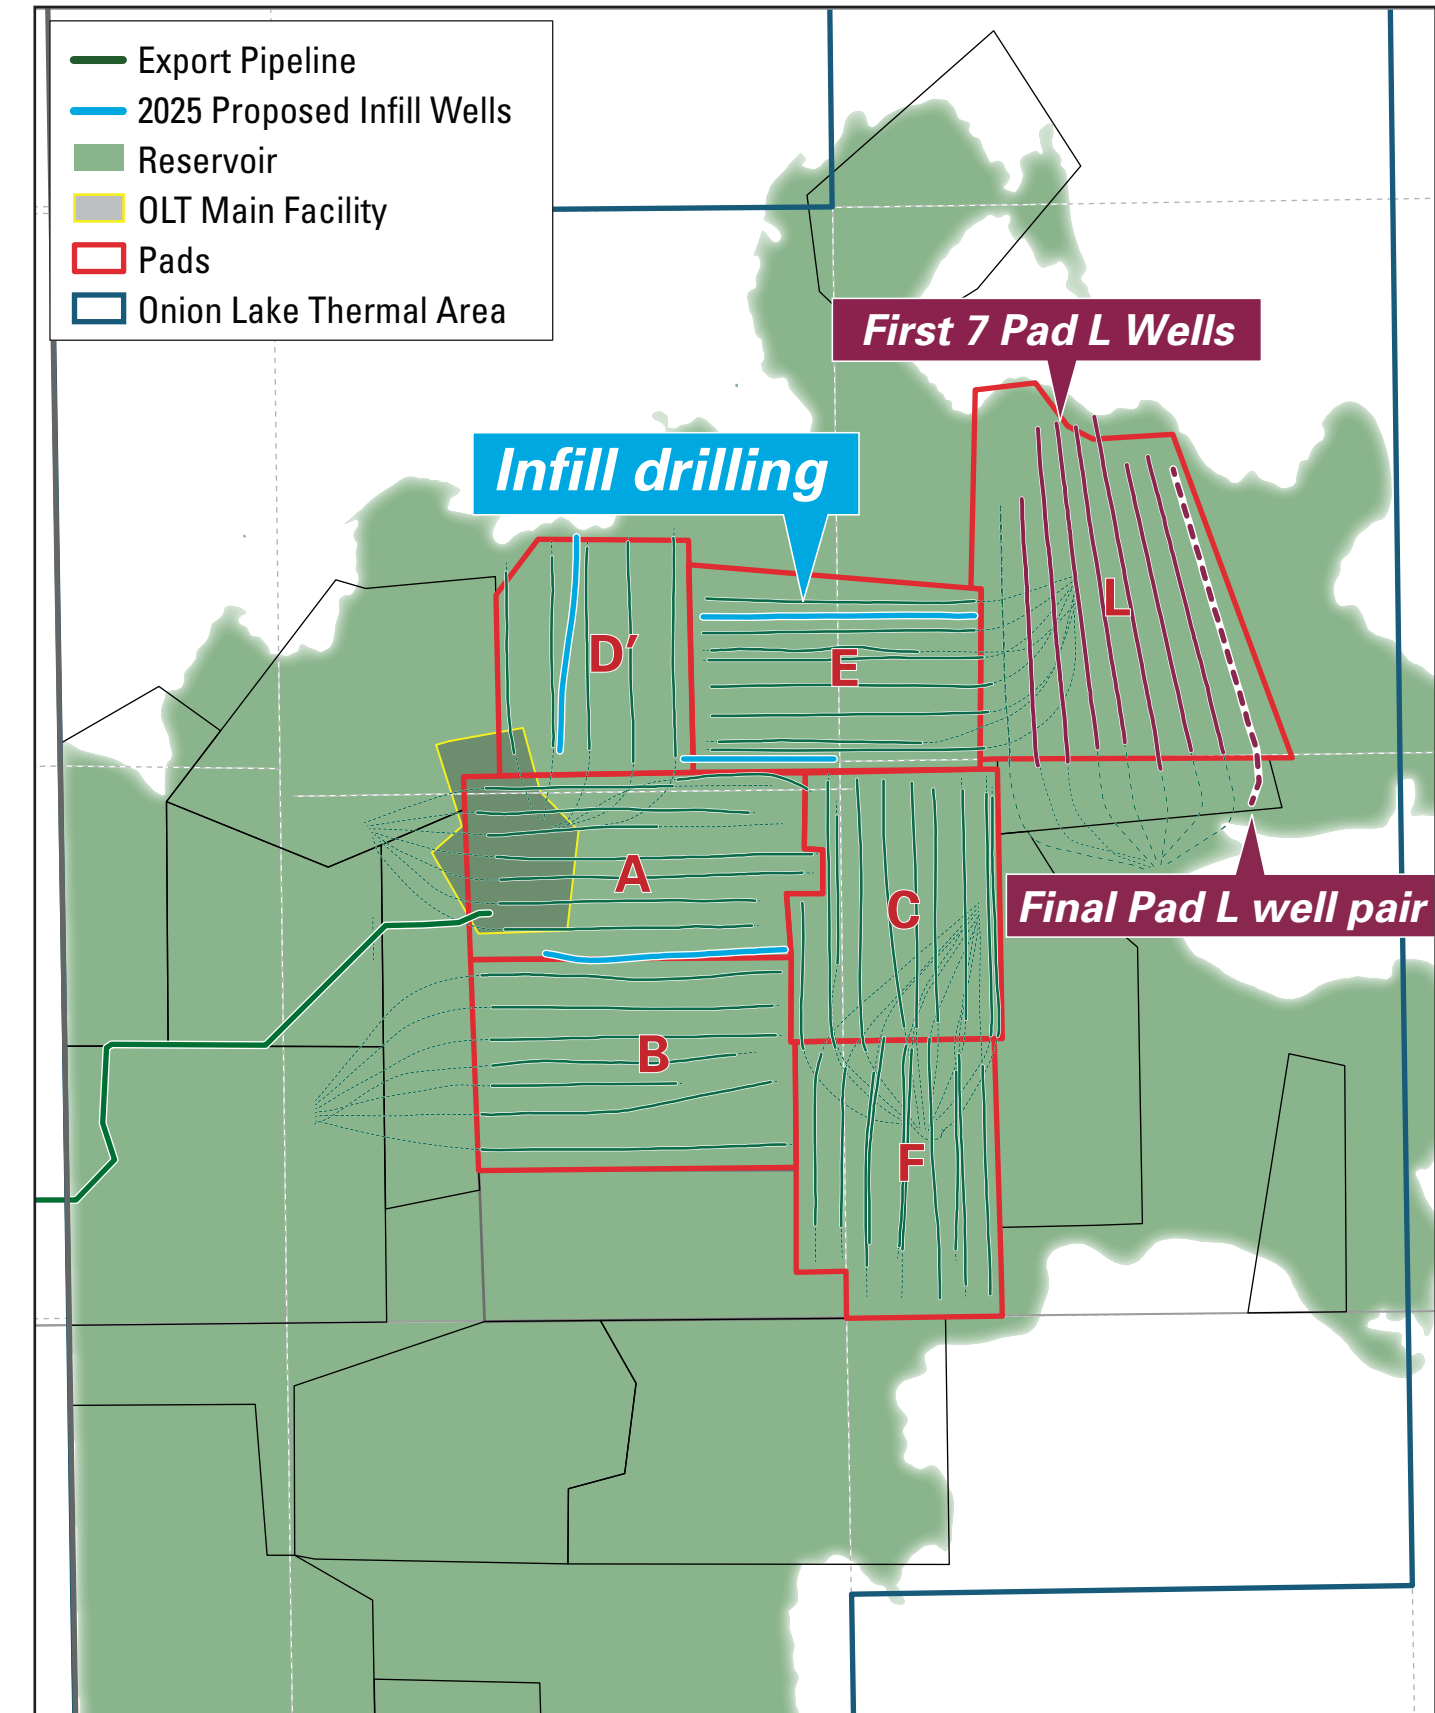 Export Pipeline
2025 Proposed Infill Wells
Reservoir
OLT Main Facility
Pads
Onion Lake Thermal Area
First 7 Pad L Wells
Infill drilling
L
D′
E
A
C
Final Pad L well pair
B
F